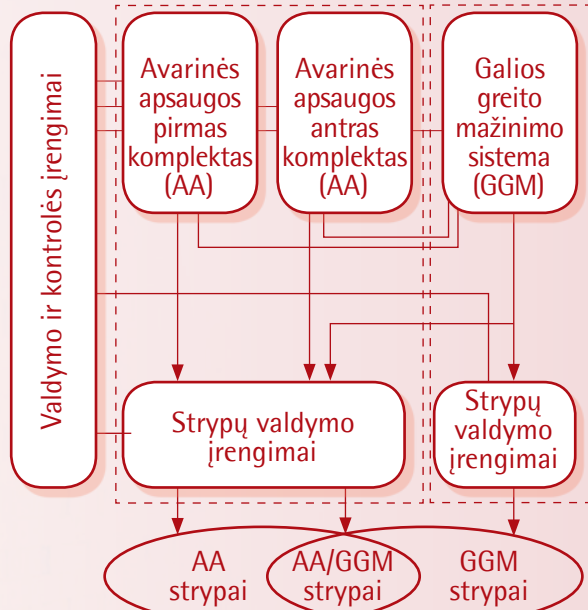 Valdymo ir kontrolės įrengimai
Avarinės
apsaugos
pirmas
komplektas
(AA)
Avarinės
apsaugos
antras
komplektas
(AA)
Galios
greito
mažinimo
sistema
(GGM)
Strypų valdymo
įrengimai
Strypų
valdymo
įrengimai
AA
strypai
AA/GGM
strypai
GGM
strypai